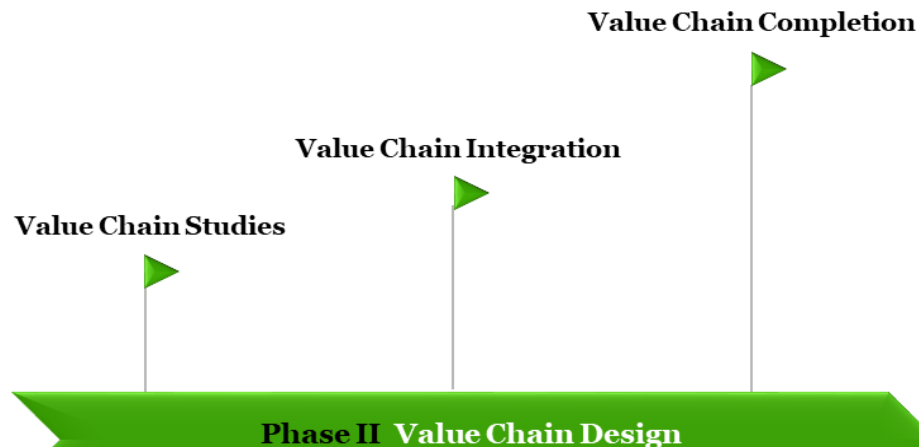 Value Chain Completion
Value Chain Integration
Value Chain Studies
Phase II Value Chain Design